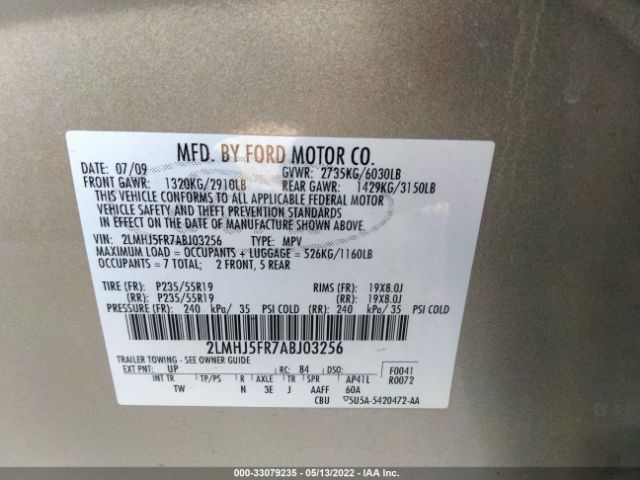 MFD. BY FORD MOTOR CO.
DATE: 07/09 GVWR: 2735KG/6030LB
FRONT GAWR: 1320KG/2910LB REAR GAWR: 1429KG/3150LB
THIS VEHICLE CONFORMS TO ALL APPLICABLE FEDERAL MOTOR
VEHICLE SAFETY AND THEFT PREVENTION STANDARDS
IN EFFECT ON THE DATE OF MANUFACTURE SHOWN ABOVE.
VIN: 2LMHJ5FR7ABJ03256 TYPE: MPV
MAXIMUM LOAD = OCCUPANTS + LUGGAGE = 526KG/1160LB
OCCUPANTS = 7 TOTAL; 2 FRONT, 5 REAR
TIRE (FR): P235/55R19 RIMS (FR): 19X8.0J
(RR): P235/55R19 (RR): 19X8.0J
PRESSURE (FR): 240 kPa/ 35 PSI COLD (RR): 240 kPa/ 35 PSI COLD
2LMHJ5FR7ABJ03256
TRAILER TOWING - SEE OWNER GUIDE
EXT PNT: UP RC: 84 DSO: F0041
INT TR TP/PS R AXLE TR SPR AP4TL R0072
TW N 3E J AAFF 60A
CBU 5U5A-5420472-AA
000-33079235 - 05/13/2022 - IAA Inc.